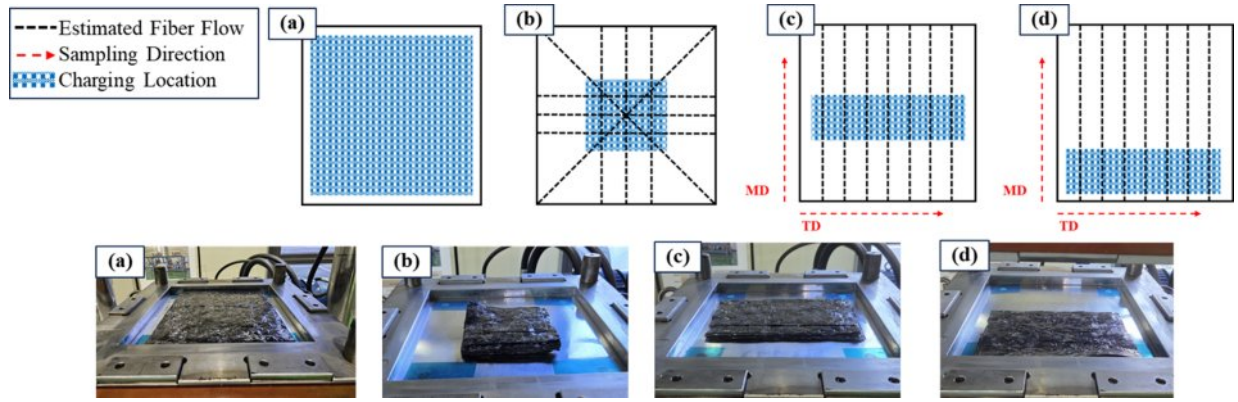 Estimated Fiber Flow
Sampling Direction
Charging Location
(a)
(b)
(c)
(d)
MD
TD
MD
TD
(a)
(b)
(c)
(d)